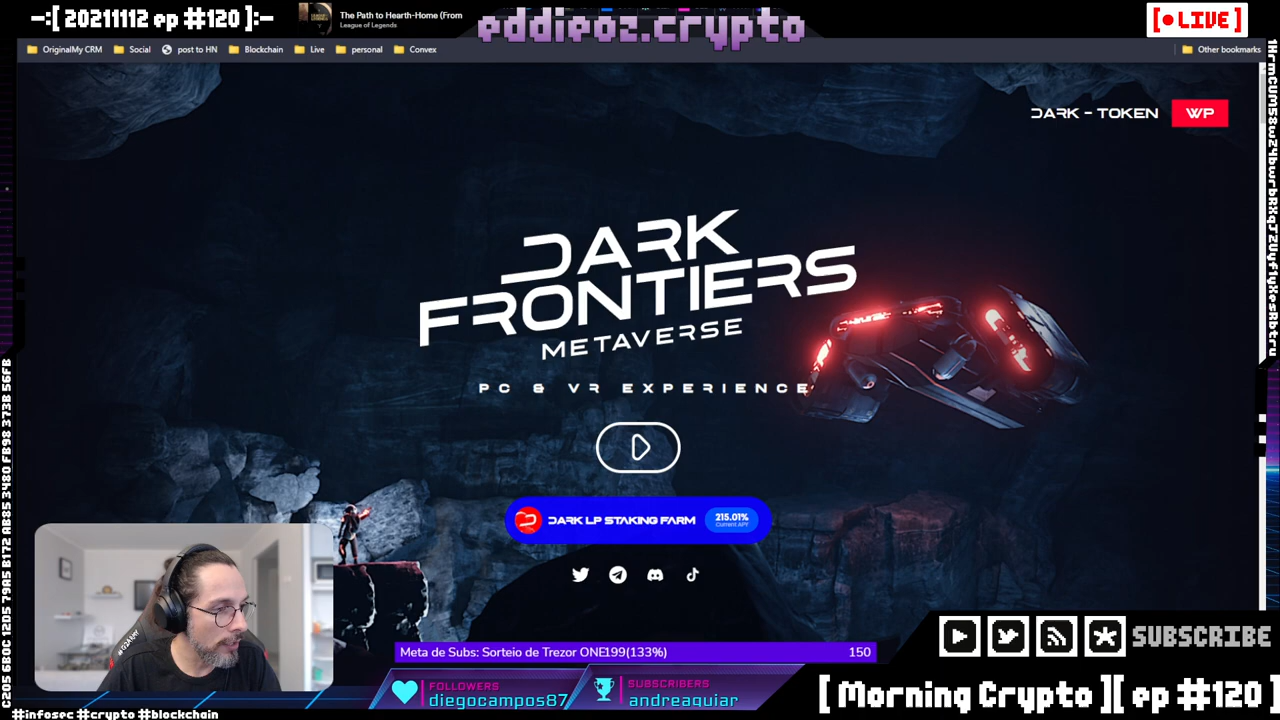 -:[ 20211112 ep #120 ]:-
The Path to Hearth-Home (From
League of Legends
eddieoz.crypto
[•LIVE]
OriginalMy CRM
Social
post to HN
Blockchain
Live
personal
Convex
Other bookmarks
DARK - TOKEN
WP
DARK
FRONTIERS
METAVERSE
PC & VR EXPERIENCE
DARK LP STAKING FARM
215.01%
Current APY
Meta de Subs: Sorteio de Trezor ONE199(133%)
150
SUBSCRIBE
FOLLOWERS
diegocampos87
SUBSCRIBERS
andreaquiar
[ Morning Crypto ][ ep #120 ]
#infosec #crypto #blockchain